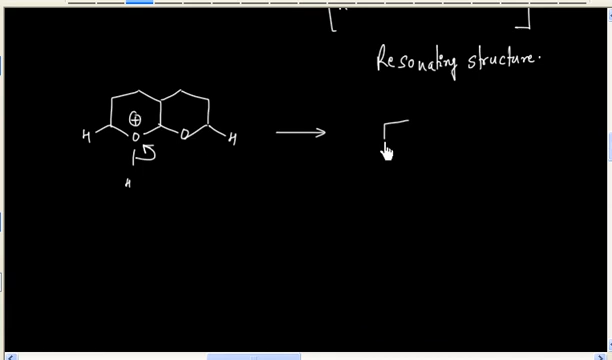 Resonating structure.
⊕
H O O H
H